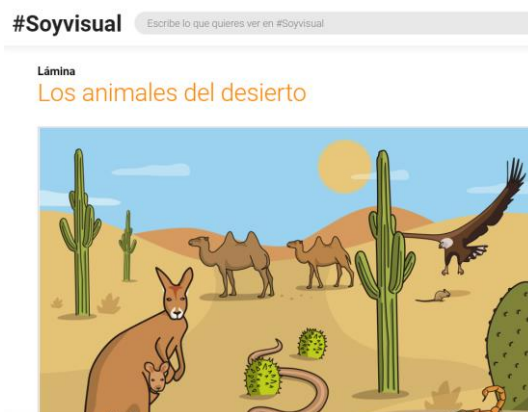 #Soyvisual
Escribe lo que quieres ver en #Soyvisual
Lámina
Los animales del desierto